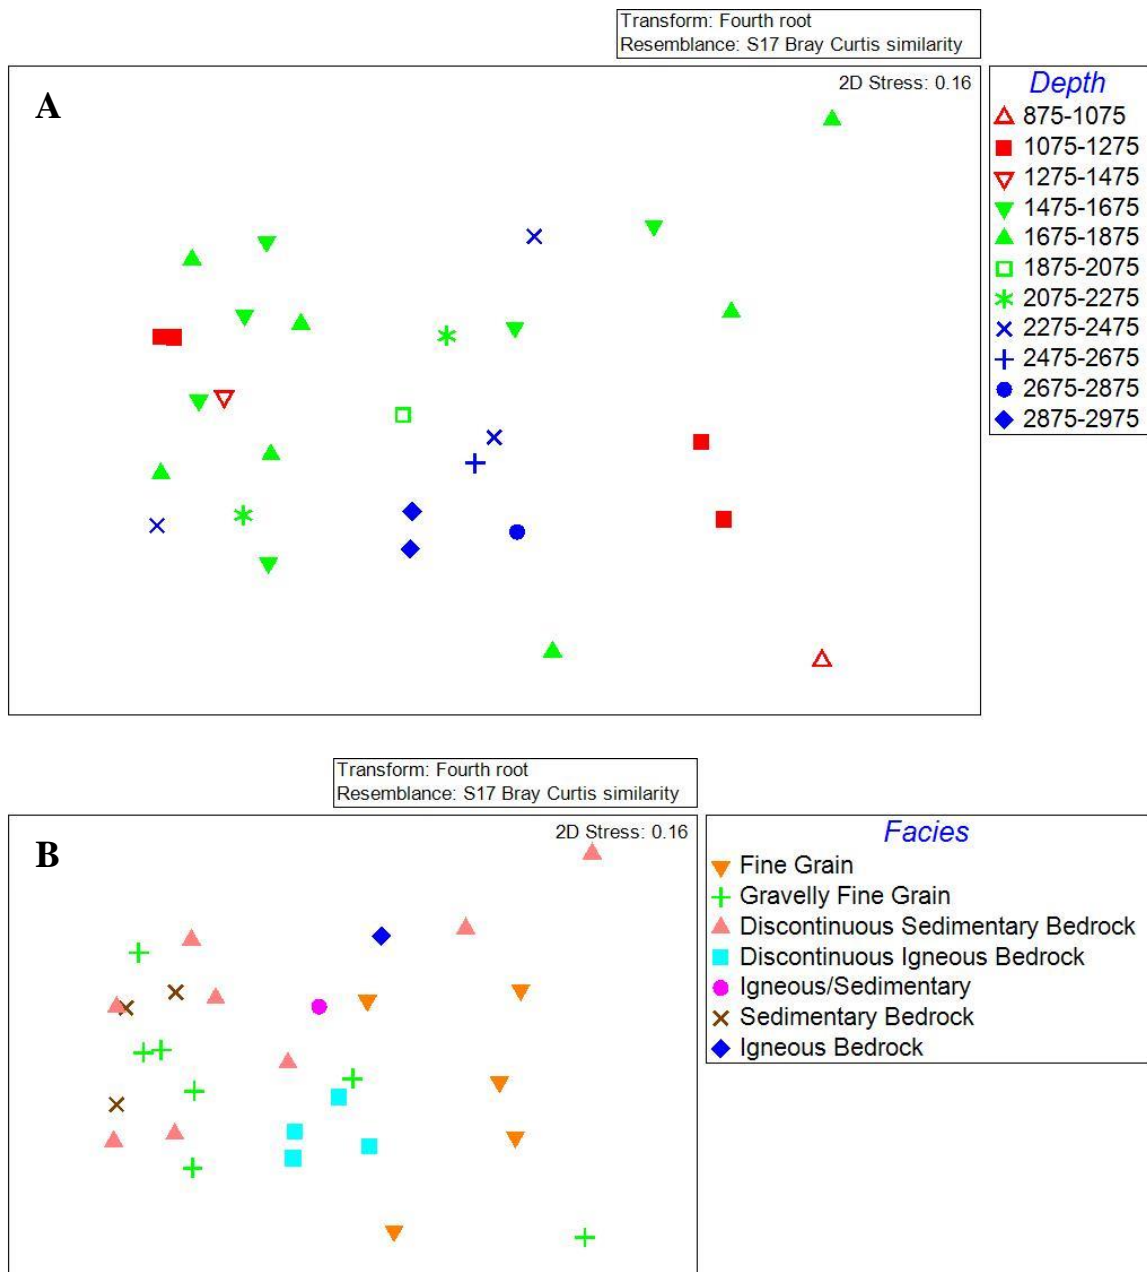 Transform: Fourth root
Resemblance: S17 Bray Curtis similarity
A
2D Stress: 0.16
Depth
875-1075
1075-1275
1275-1475
1475-1675
1675-1875
1875-2075
2075-2275
2275-2475
2475-2675
2675-2875
2875-2975
Transform: Fourth root
Resemblance: S17 Bray Curtis similarity
B
2D Stress: 0.16
Facies
Fine Grain
Gravelly Fine Grain
Discontinuous Sedimentary Bedrock
Discontinuous Igneous Bedrock
Igneous/Sedimentary
Sedimentary Bedrock
Igneous Bedrock